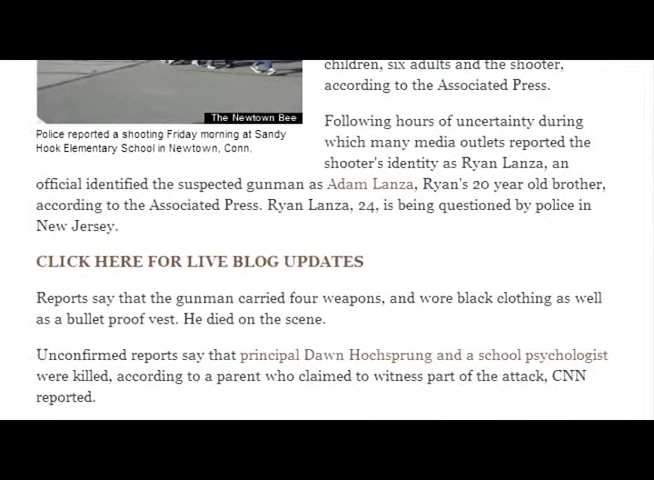 children, six adults and the shooter,
according to the Associated Press.
The Newtown Bee
Police reported a shooting Friday morning at Sandy
Hook Elementary School in Newtown, Conn.
Following hours of uncertainty during
which many media outlets reported the
shooter's identity as Ryan Lanza, an
official identified the suspected gunman as Adam Lanza, Ryan's 20 year old brother,
according to the Associated Press. Ryan Lanza, 24, is being questioned by police in
New Jersey.
CLICK HERE FOR LIVE BLOG UPDATES
Reports say that the gunman carried four weapons, and wore black clothing as well
as a bullet proof vest. He died on the scene.
Unconfirmed reports say that principal Dawn Hochsprung and a school psychologist
were killed, according to a parent who claimed to witness part of the attack, CNN
reported.